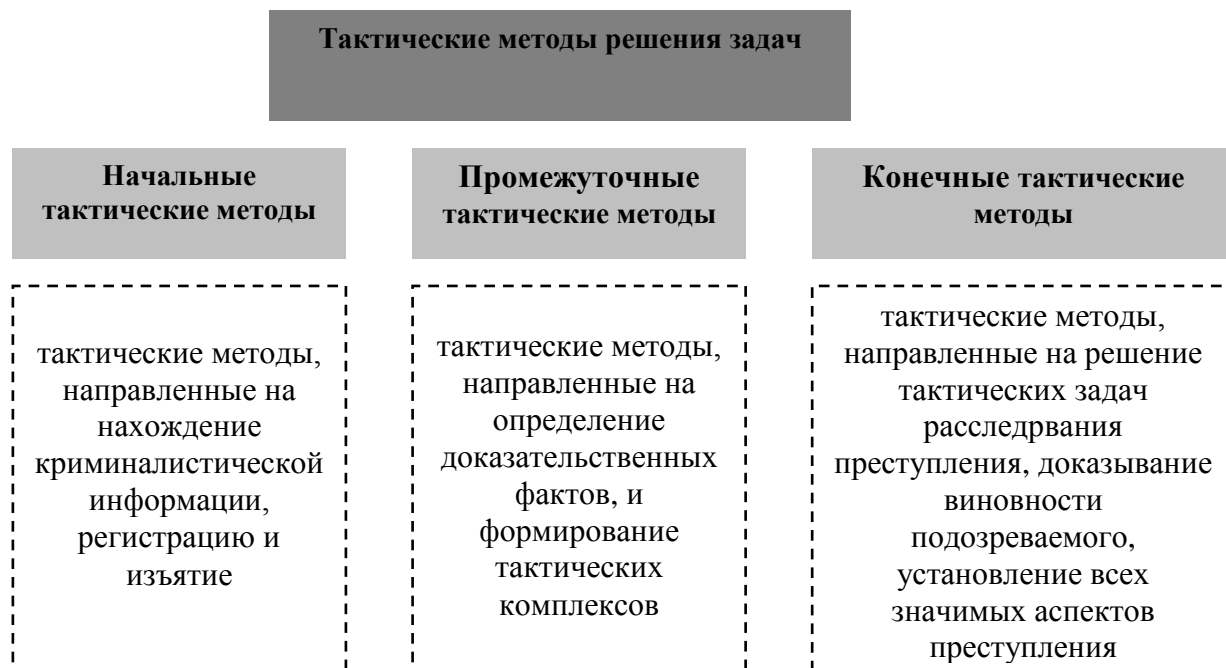 Тактические методы решения задач
Начальные
тактические методы
тактические методы,
направленные на
нахождение
криминалистической
информации,
регистрацию и
изъятие
Промежуточные
тактические методы
тактические методы,
направленные на
определение
доказательственных
фактов, и
формирование
тактических
комплексов
Конечные тактические
методы
тактические методы,
направленные на решение
тактических задач
расследрвания
преступления, доказывание
виновности
подозреваемого,
установление всех
значимых аспектов
преступления